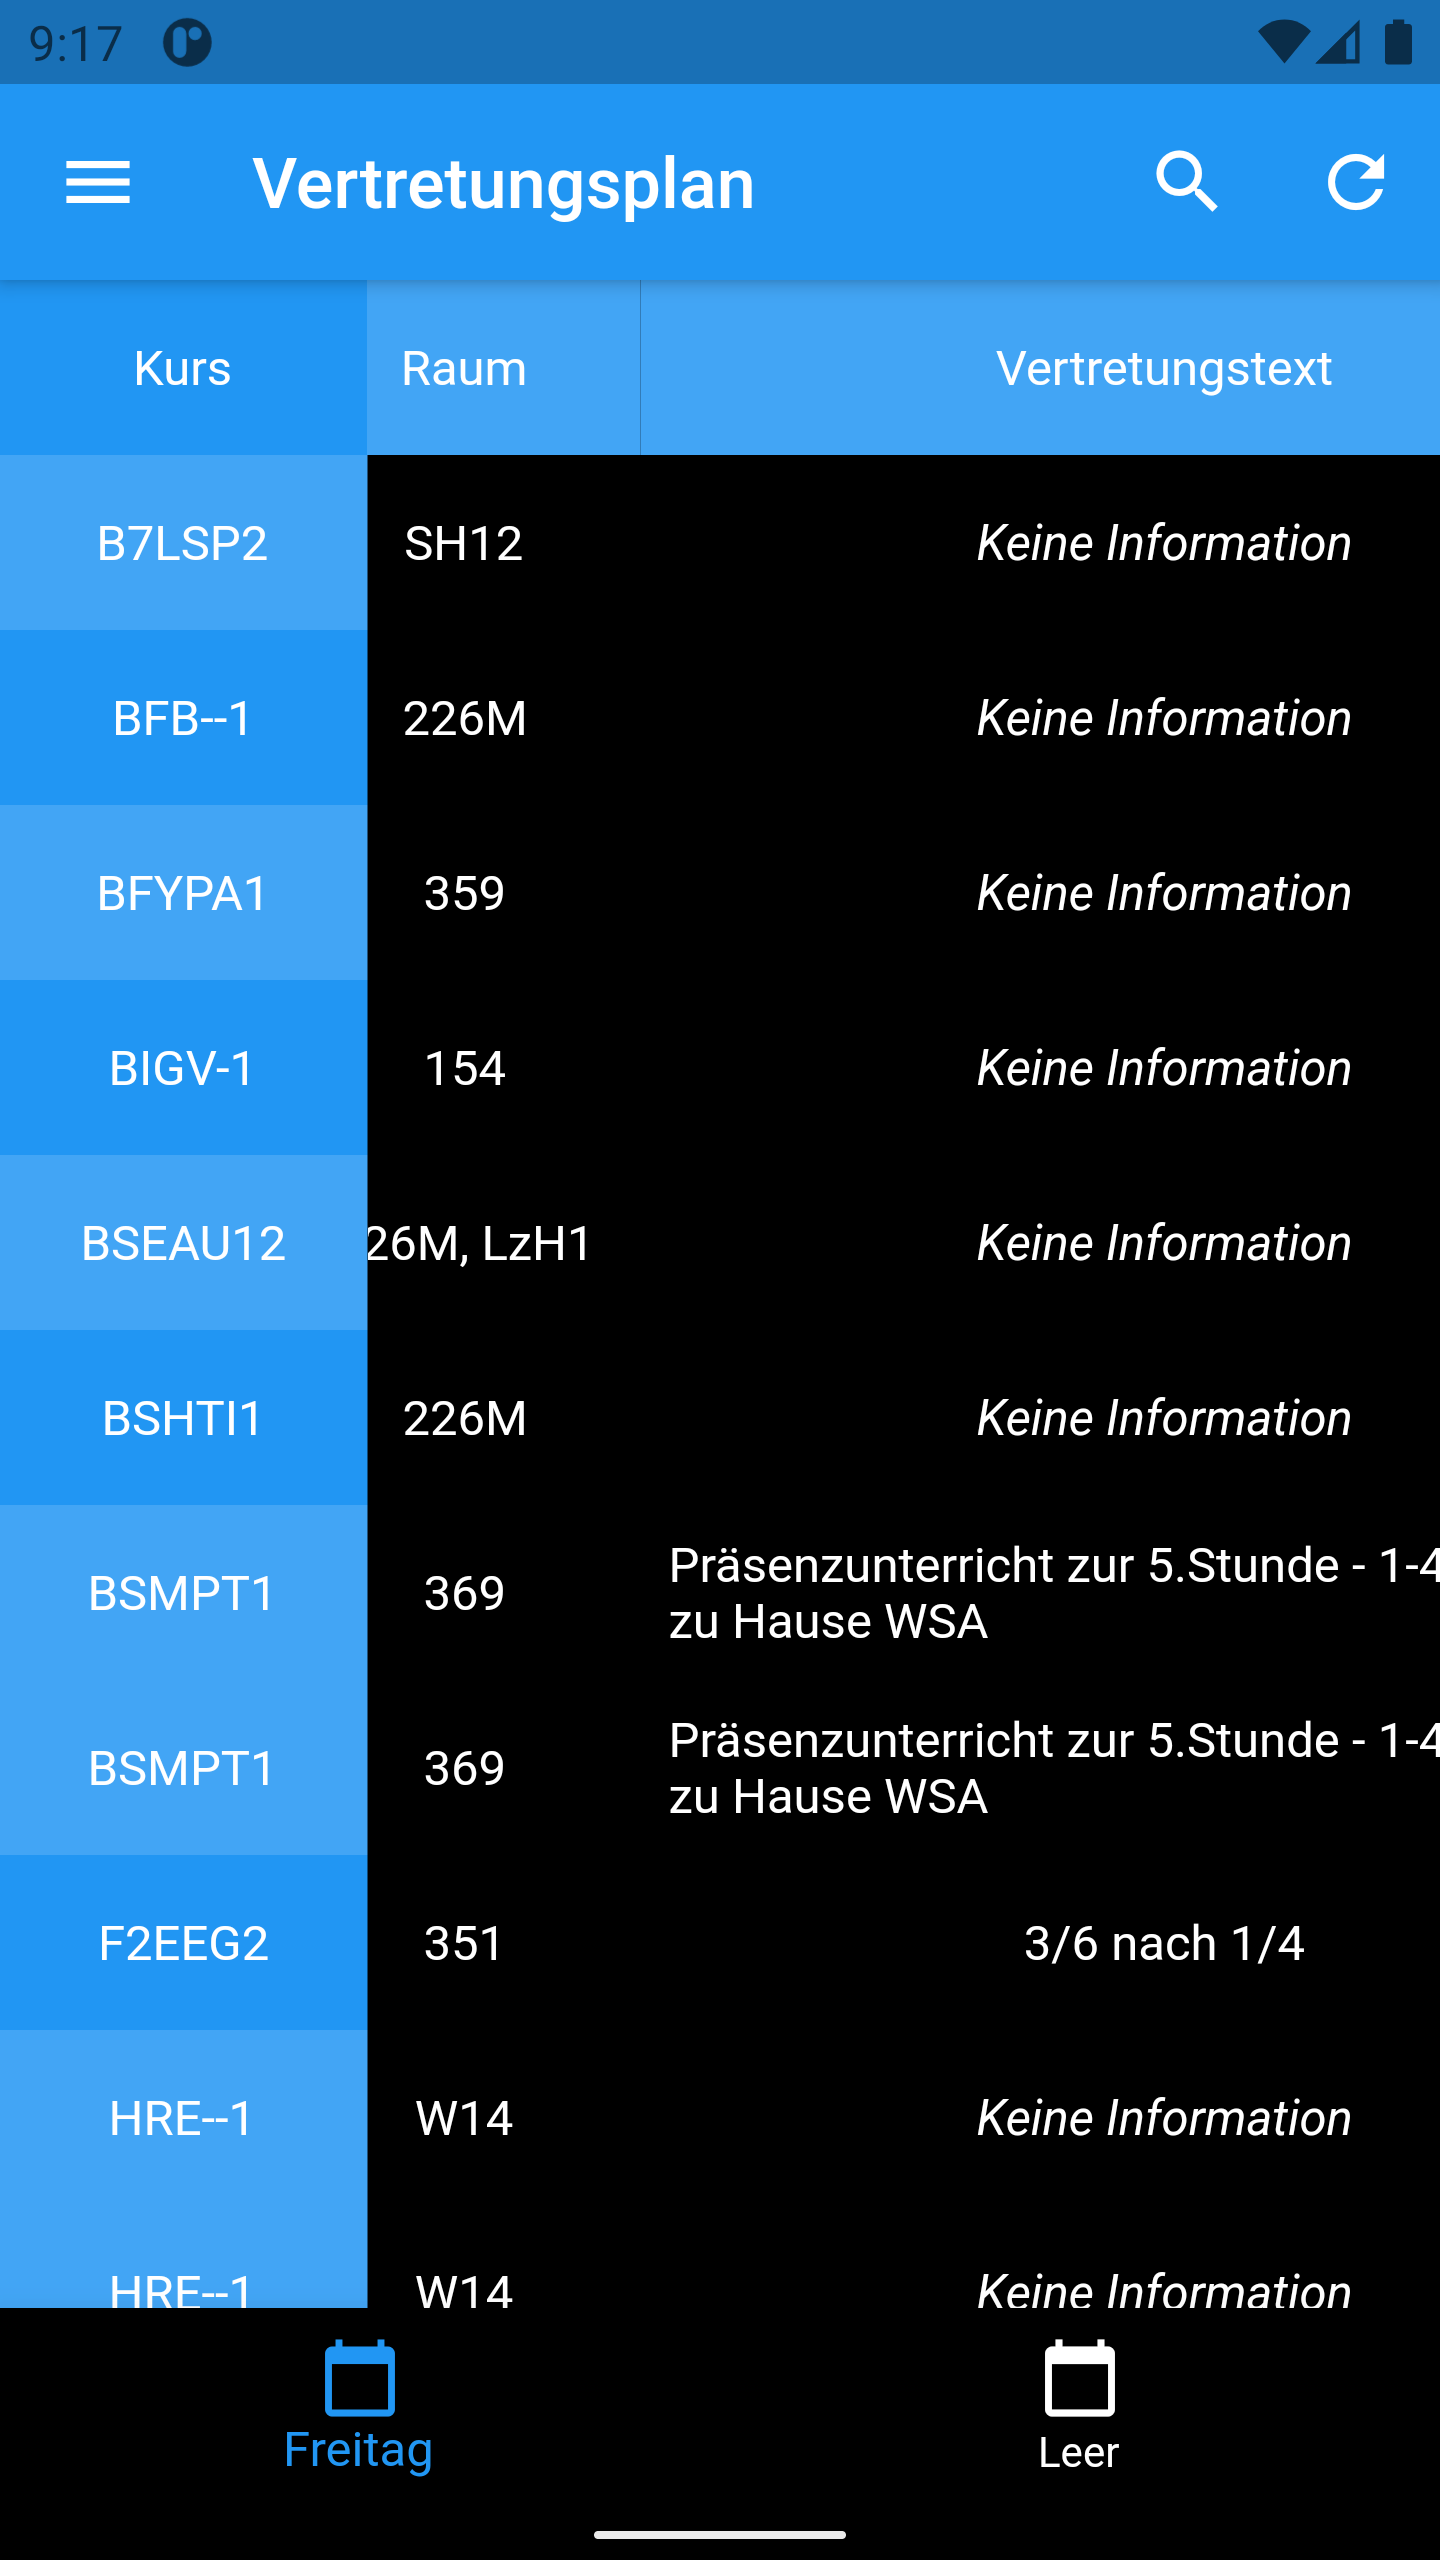 9:17
Vertretungsplan
Kurs Raum Vertretungstext
B7LSP2 SH12 Keine Information
BFB--1 226M Keine Information
BFYPA1 359 Keine Information
BIGV-1 154 Keine Information
BSEAU12 26M, LzH1 Keine Information
BSHTI1 226M Keine Information
BSMPT1 369 Präsenzunterricht zur 5.Stunde - 1-4
zu Hause WSA
BSMPT1 369 Präsenzunterricht zur 5.Stunde - 1-4
zu Hause WSA
F2EEG2 351 3/6 nach 1/4
HRE--1 W14 Keine Information
HRE--1 W14 Keine Information
Freitag Leer